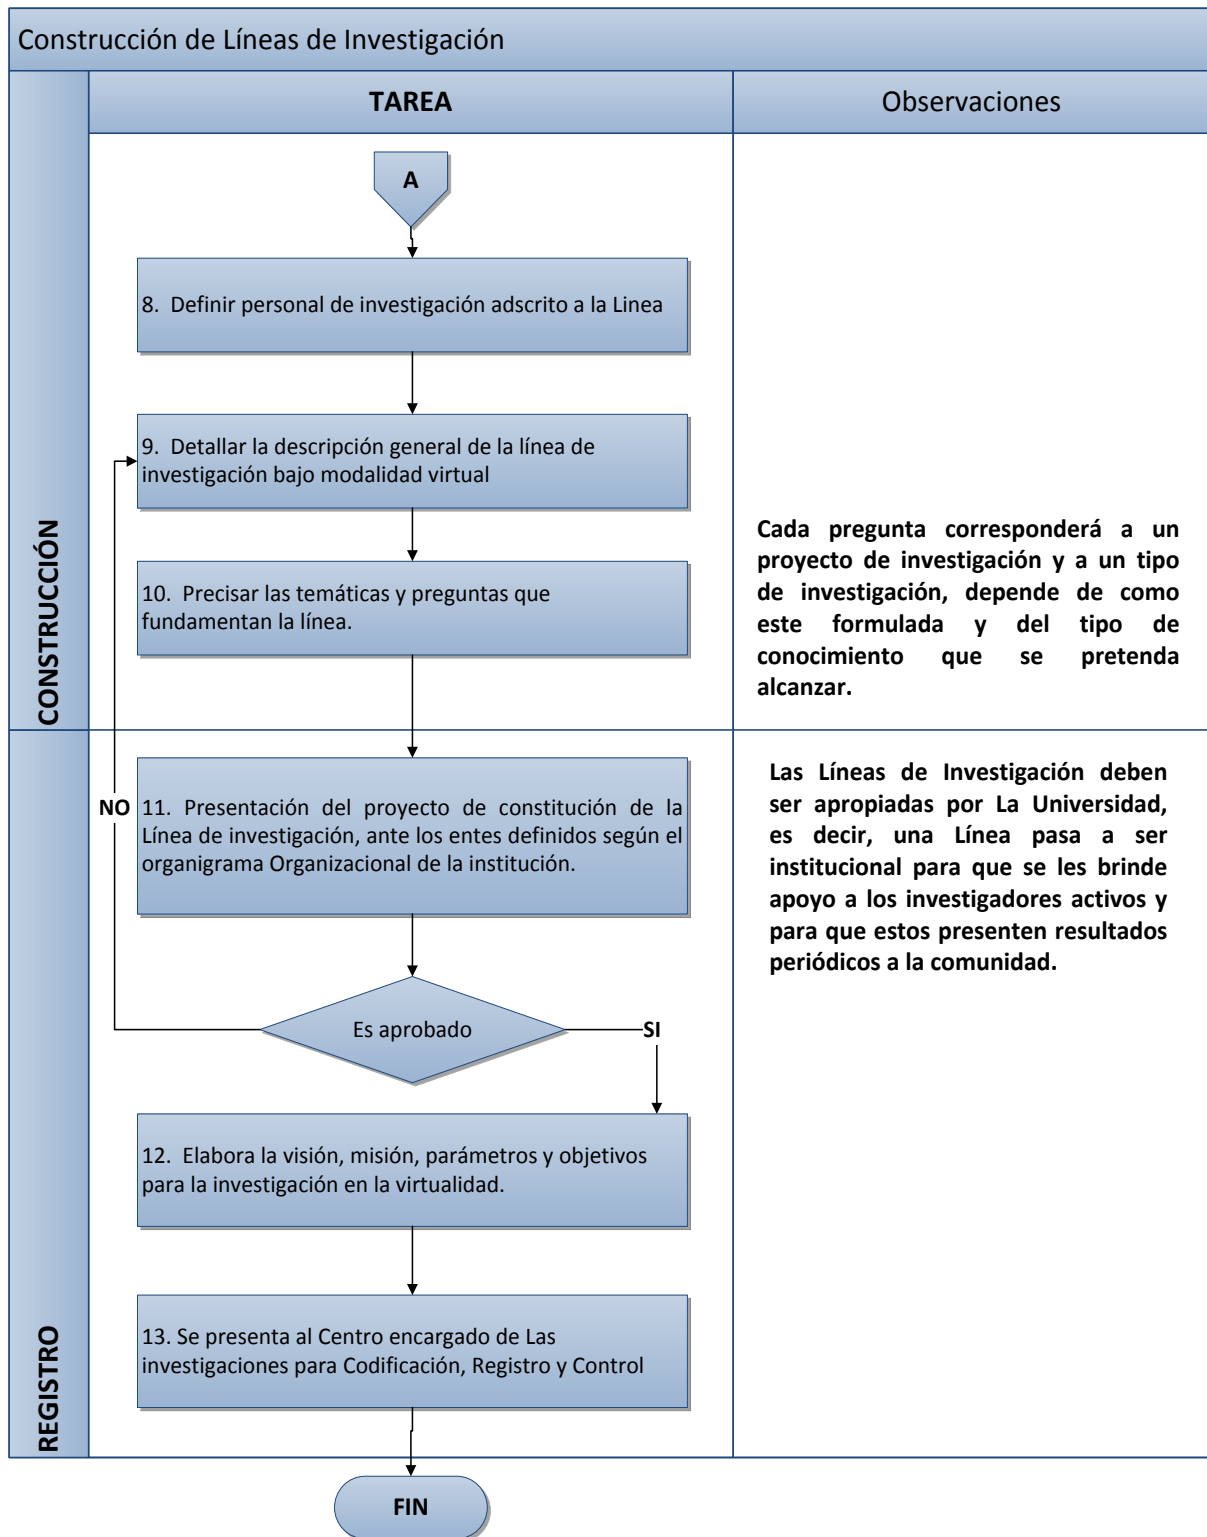 Construcción de Líneas de Investigación
TAREA
Observaciones
CONSTRUCCIÓN
A
8. Definir personal de investigación adscrito a la Linea
9. Detallar la descripción general de la línea de
investigación bajo modalidad virtual
10. Precisar las temáticas y preguntas que
fundamentan la línea.
Cada pregunta corresponderá a un
proyecto de investigación y a un tipo
de investigación, depende de como
este formulada y del tipo de
conocimiento que se pretenda
alcanzar.
REGISTRO
NO
11. Presentación del proyecto de constitución de la
Línea de investigación, ante los entes definidos según el
organigrama Organizacional de la institución.
Las Líneas de Investigación deben
ser apropiadas por La Universidad,
es decir, una Línea pasa a ser
institucional para que se les brinde
apoyo a los investigadores activos y
para que estos presenten resultados
periódicos a la comunidad.
Es aprobado
SI
12. Elabora la visión, misión, parámetros y objetivos
para la investigación en la virtualidad.
13. Se presenta al Centro encargado de Las
investigaciones para Codificación, Registro y Control
FIN